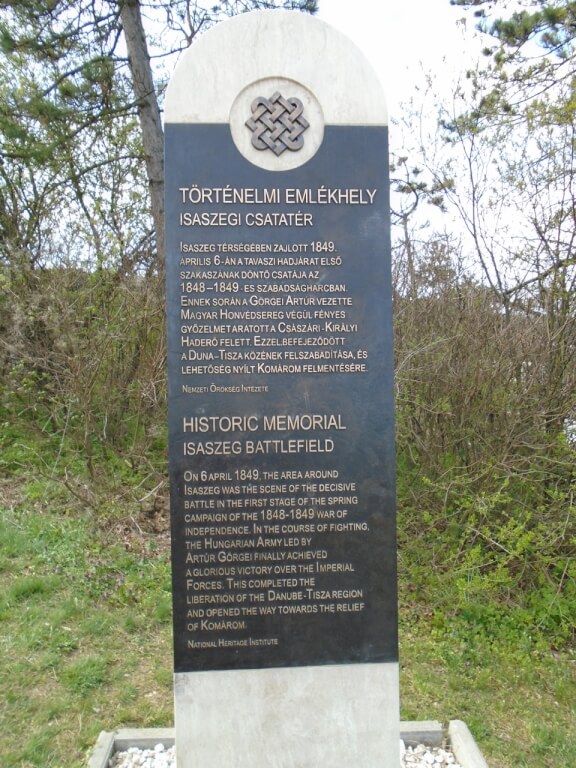 TÖRTÉNELMI EMLÉKHELY
ISASZEGI CSATATÉR
ISASZEG TÉRSÉGÉBEN ZAJLOTT 1849.
ÁPRILIS 6-ÁN A TAVASZI HADJÁRAT ELSŐ
SZAKASZÁNAK DÖNTŐ CSATÁJA AZ
1848–1849-ES SZABADSÁGHARCBAN.
ENNEK SORÁN A GÖRGEI ARTÚR VEZETTE
MAGYAR HONVÉDSEREG VÉGÜL FÉNYES
GYŐZELMET ARATOTT A CSÁSZÁRI-KIRÁLYI
HADERŐ FELETT. EZZEL BEFEJEZŐDÖTT
A DUNA–TISZA KÖZÉNEK FELSZABADÍTÁSA, ÉS
LEHETŐSÉG NYÍLT KOMÁROM FELMENTÉSÉRE.
NEMZETI ÖRÖKSÉG INTÉZETE
HISTORIC MEMORIAL
ISASZEG BATTLEFIELD
ON 6 APRIL 1849, THE AREA AROUND
ISASZEG WAS THE SCENE OF THE DECISIVE
BATTLE IN THE FIRST STAGE OF THE SPRING
CAMPAIGN OF THE 1848-1849 WAR OF
INDEPENDENCE. IN THE COURSE OF FIGHTING,
THE HUNGARIAN ARMY LED BY
ARTÚR GÖRGEI FINALLY ACHIEVED
A GLORIOUS VICTORY OVER THE IMPERIAL
FORCES. THIS COMPLETED THE
LIBERATION OF THE DANUBE-TISZA REGION
AND OPENED THE WAY TOWARDS THE RELIEF
OF KOMÁROM.
NATIONAL HERITAGE INSTITUTE